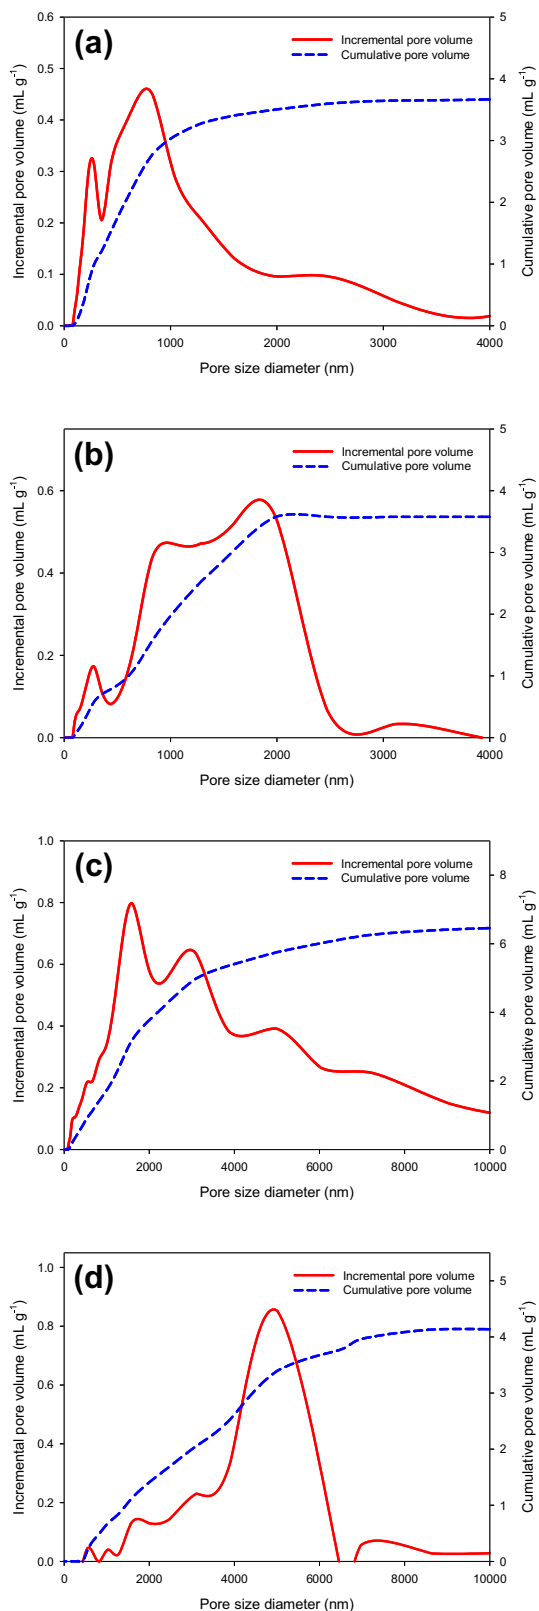 (a)
Incremental pore volume
Cumulative pore volume
Incremental pore volume (mL g⁻¹)
0.6
0.5
0.4
0.3
0.2
0.1
0.0
Cumulative pore volume (mL g⁻¹)
5
4
3
2
1
0
0 1000 2000 3000 4000
Pore size diameter (nm)
(b)
Incremental pore volume
Cumulative pore volume
Incremental pore volume (mL g⁻¹)
0.6
0.4
0.2
0.0
Cumulative pore volume (mL g⁻¹)
5
4
3
2
1
0
0 1000 2000 3000 4000
Pore size diameter (nm)
(c)
Incremental pore volume
Cumulative pore volume
Incremental pore volume (mL g⁻¹)
1.0
0.8
0.6
0.4
0.2
0.0
Cumulative pore volume (mL g⁻¹)
8
6
4
2
0
0 2000 4000 6000 8000 10000
Pore size diameter (nm)
(d)
Incremental pore volume
Cumulative pore volume
Incremental pore volume (mL g⁻¹)
1.0
0.8
0.6
0.4
0.2
0.0
Cumulative pore volume (mL g⁻¹)
5
4
3
2
1
0
0 2000 4000 6000 8000 10000
Pore size diameter (nm)